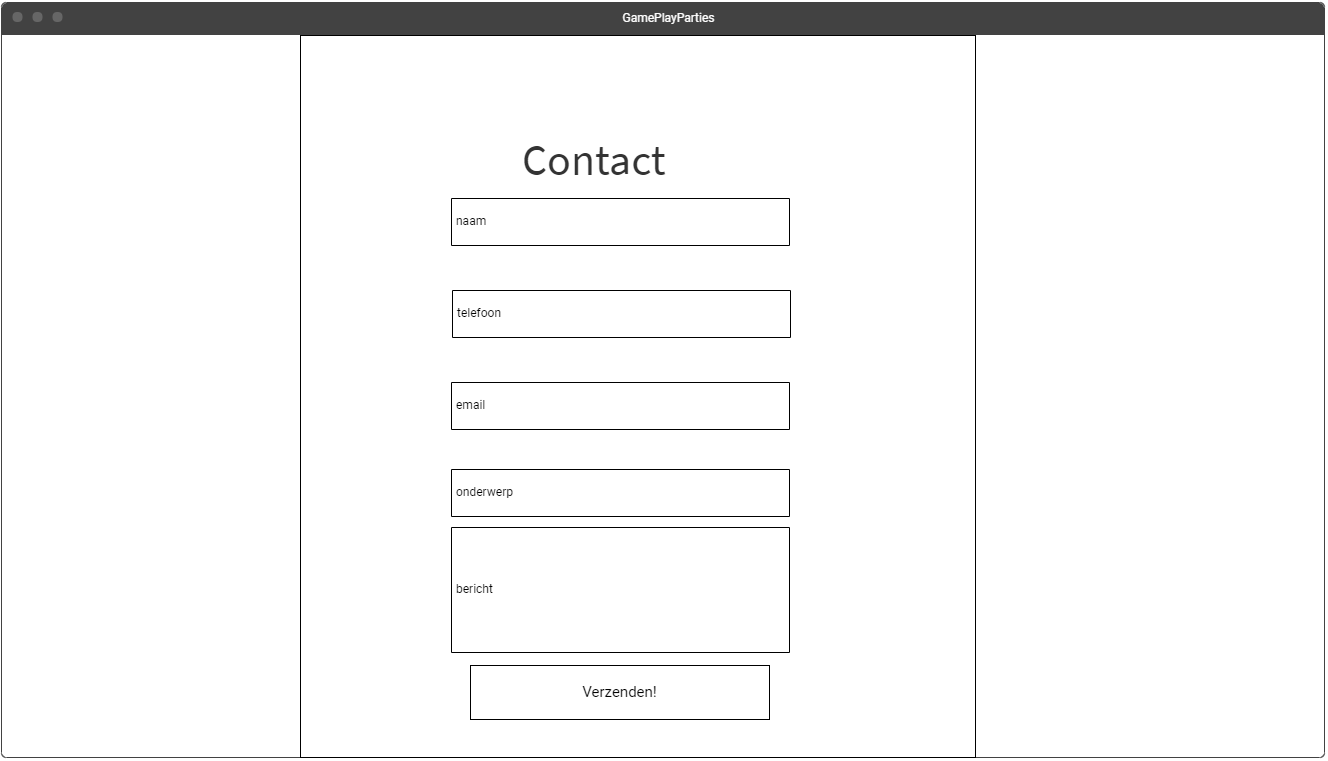 GamePlayParties
Contact
naam
telefoon
email
onderwerp
bericht
Verzenden!